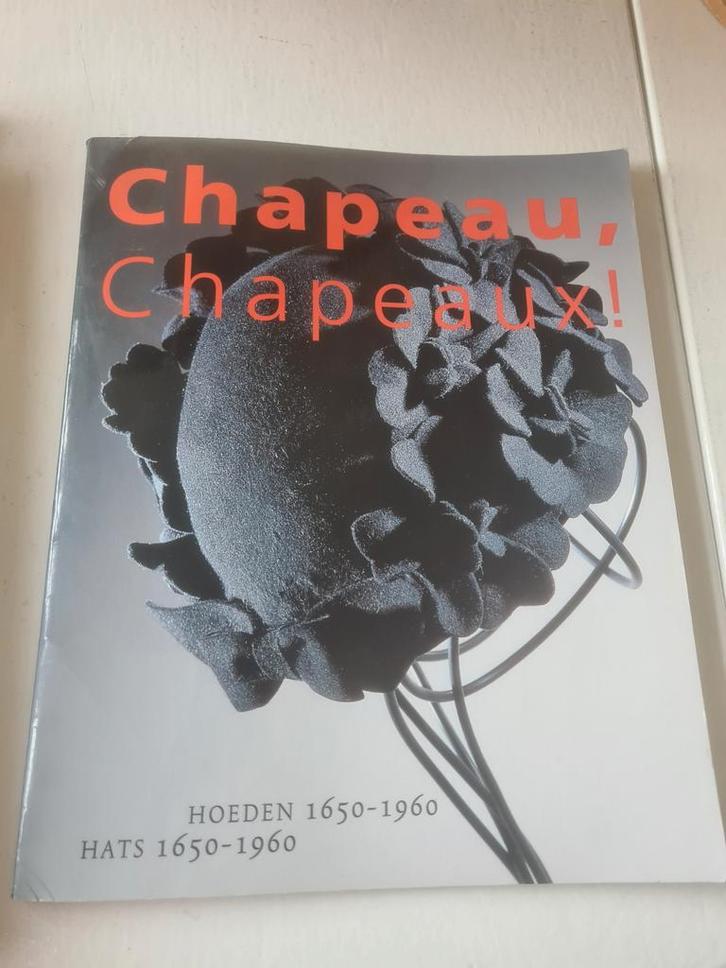 Chapeau,
Chapeaux!
HOEDEN 1650-1960
HATS 1650-1960